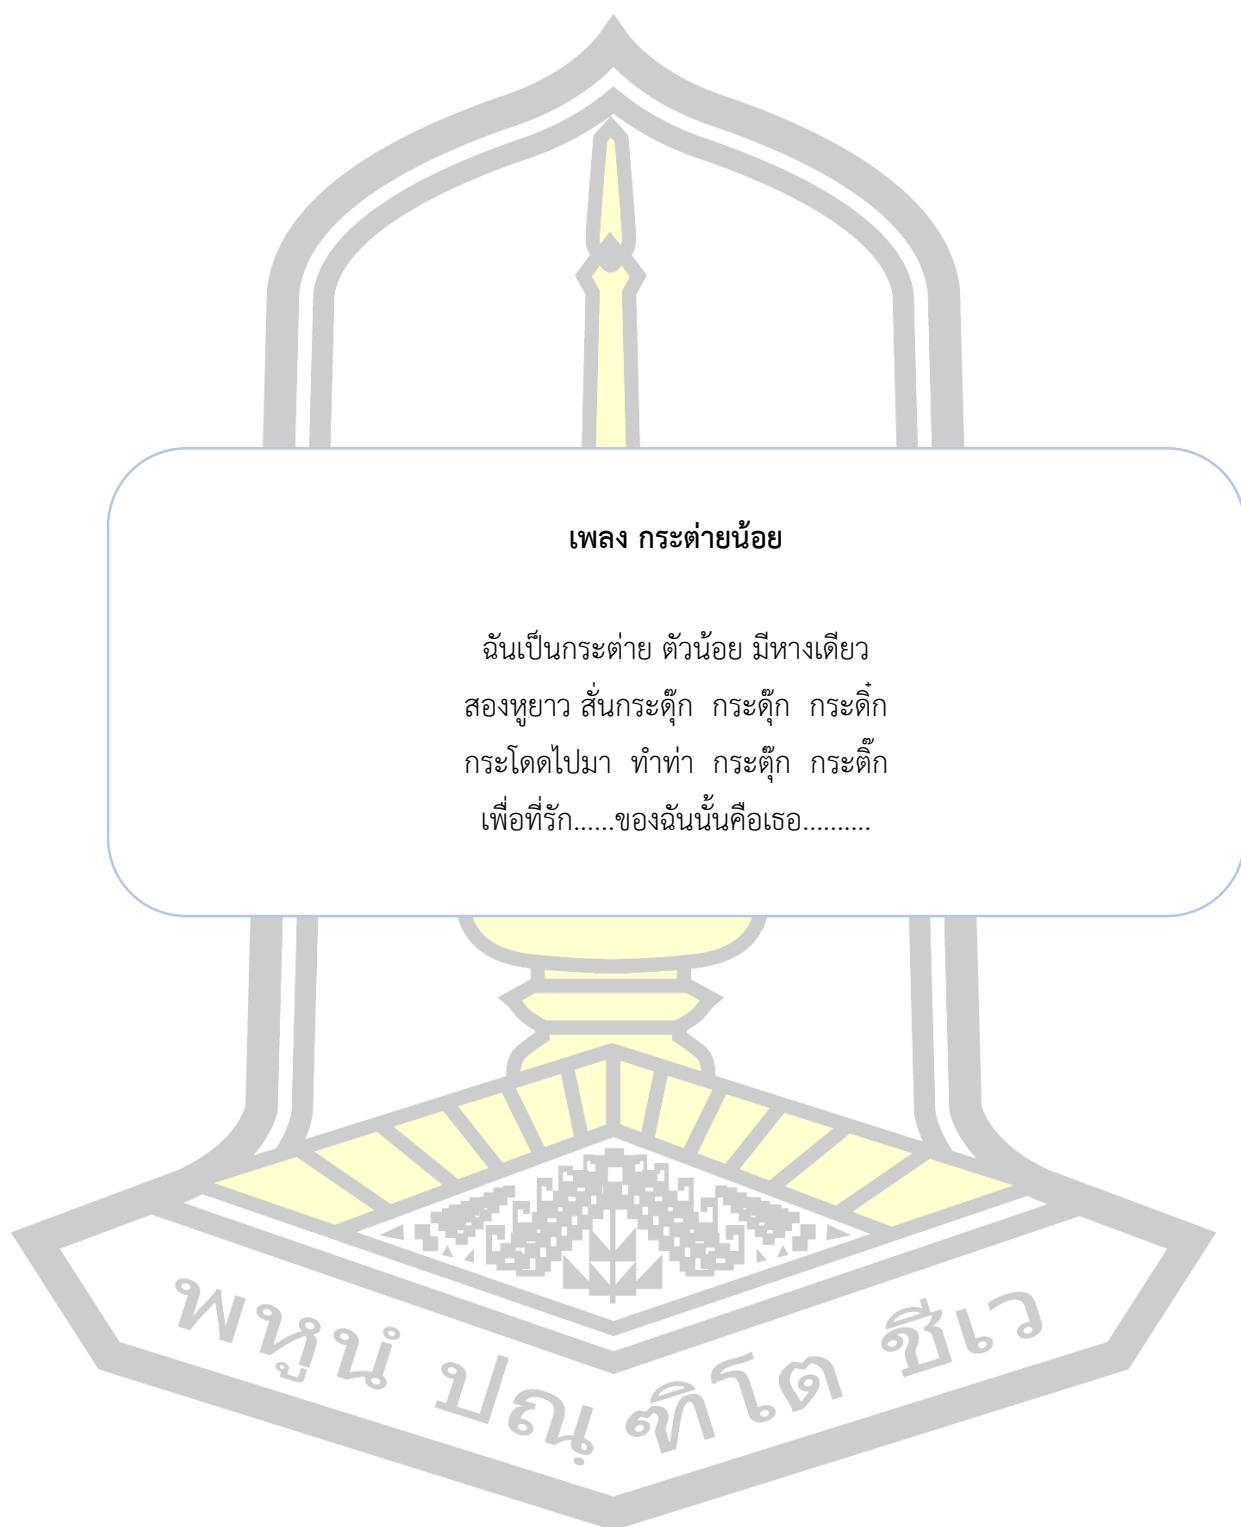 เพลง กระต่ายน้อย
ฉันเป็นกระต่าย ตัวน้อย มีหางเดียว
สองหูยาว สั่นกระดุ๊ก กระดุ๊ก กระดิ๋ก
กระโดดไปมา ทำท่า กระตุ๊ก กระติ๊ก
เพื่อที่รัก......ของฉันนั้นคือเธอ..........
พหูนํ ปณฺฑิโต ชีเว